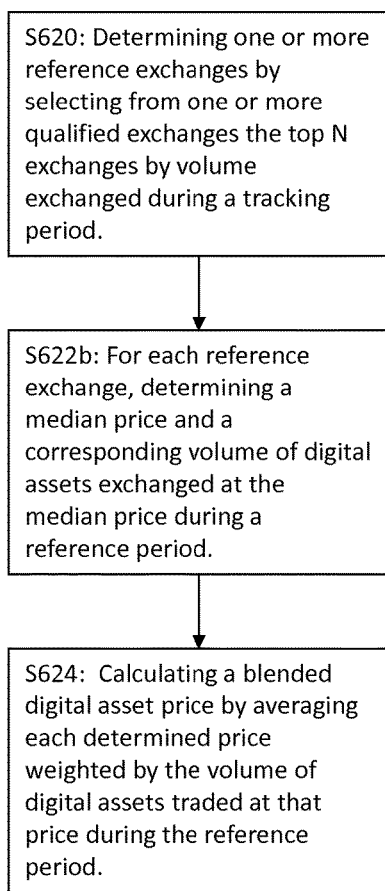 S620: Determining one or more
reference exchanges by
selecting from one or more
qualified exchanges the top N
exchanges by volume
exchanged during a tracking
period.
S622b: For each reference
exchange, determining a
median price and a
corresponding volume of digital
assets exchanged at the
median price during a
reference period.
S624: Calculating a blended
digital asset price by averaging
each determined price
weighted by the volume of
digital assets traded at that
price during the reference
period.